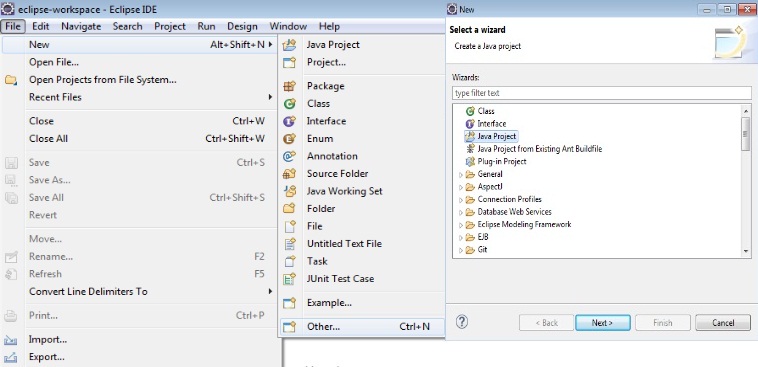 eclipse-workspace - Eclipse IDE
File Edit Navigate Search Project Run Design Window Help
New Alt+Shift+N
Open File...
Open Projects from File System...
Recent Files
Close Ctrl+W
Close All Ctrl+Shift+W
Save Ctrl+S
Save As...
Save All Ctrl+Shift+S
Revert
Move...
Rename... F2
Refresh F5
Convert Line Delimiters To
Print... Ctrl+P
Import...
Export...
Java Project
Project...
Package
Class
Interface
Enum
Annotation
Source Folder
Java Working Set
Folder
File
Untitled Text File
Task
JUnit Test Case
Example...
Other... Ctrl+N
New
Select a wizard
Create a Java project
Wizards:
type filter text
Class
Interface
Java Project
Java Project from Existing Ant Buildfile
Plug-in Project
General
AspectJ
Connection Profiles
Database Web Services
Eclipse Modeling Framework
EJB
Git
< Back Next > Finish Cancel